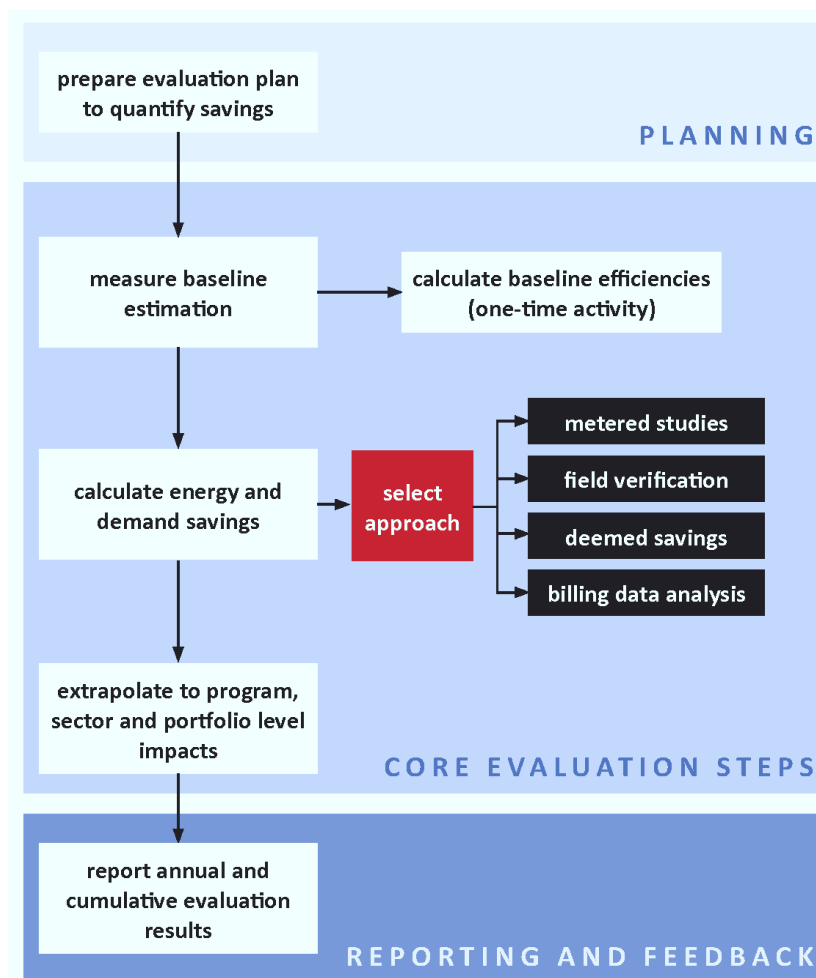 prepare evaluation plan
to quantify savings
PLANNING
measure baseline
estimation
calculate baseline efficiencies
(one-time activity)
calculate energy and
demand savings
select
approach
metered studies
field verification
deemed savings
billing data analysis
extrapolate to program,
sector and portfolio level
impacts
CORE EVALUATION STEPS
report annual and
cumulative evaluation
results
REPORTING AND FEEDBACK